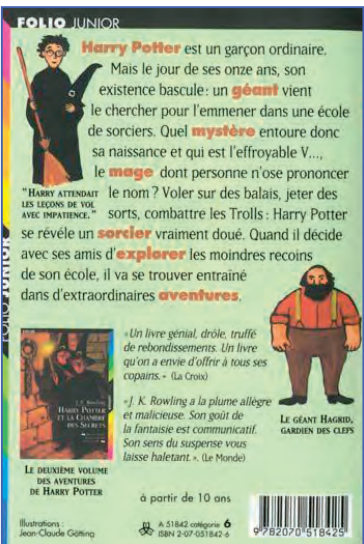 FOLIO JUNIOR
Harry Potter est un garçon ordinaire.
Mais le jour de ses onze ans, son
existence bascule: un géant vient
le chercher pour l'emmener dans une école
de sorciers. Quel mystère entoure donc
sa naissance et qui est l'effroyable V...,
le mage dont personne n'ose prononcer
le nom ? Voler sur des balais, jeter des
sorts, combattre les Trolls : Harry Potter
se révèle un sorcier vraiment doué. Quand il décide
avec ses amis d'explorer les moindres recoins
de son école, il va se trouver entraîné
dans d'extraordinaires aventures.
"HARRY ATTENDAIT
LES LEÇONS DE VOL
AVEC IMPATIENCE."
FOLIO JUNIOR
«Un livre génial, drôle, truffé
de rebondissements. Un livre
qu'on a envie d'offrir à tous ses
copains.» (La Croix)
«J. K. Rowling a la plume allègre
et malicieuse. Son goût de
la fantaisie est communicatif.
Son sens du suspense vous
laisse haletant.». (Le Monde)
J. K. Rowling
HARRY POTTER
ET LA CHAMBRE
DES SECRETS
LE DEUXIÈME VOLUME
DES AVENTURES
DE HARRY POTTER
LE GÉANT HAGRID,
GARDIEN DES CLEFS
à partir de 10 ans
Illustrations :
Jean-Claude Götting
A 51842 catégorie 6
ISBN 2-07-051842-6
9782070518425